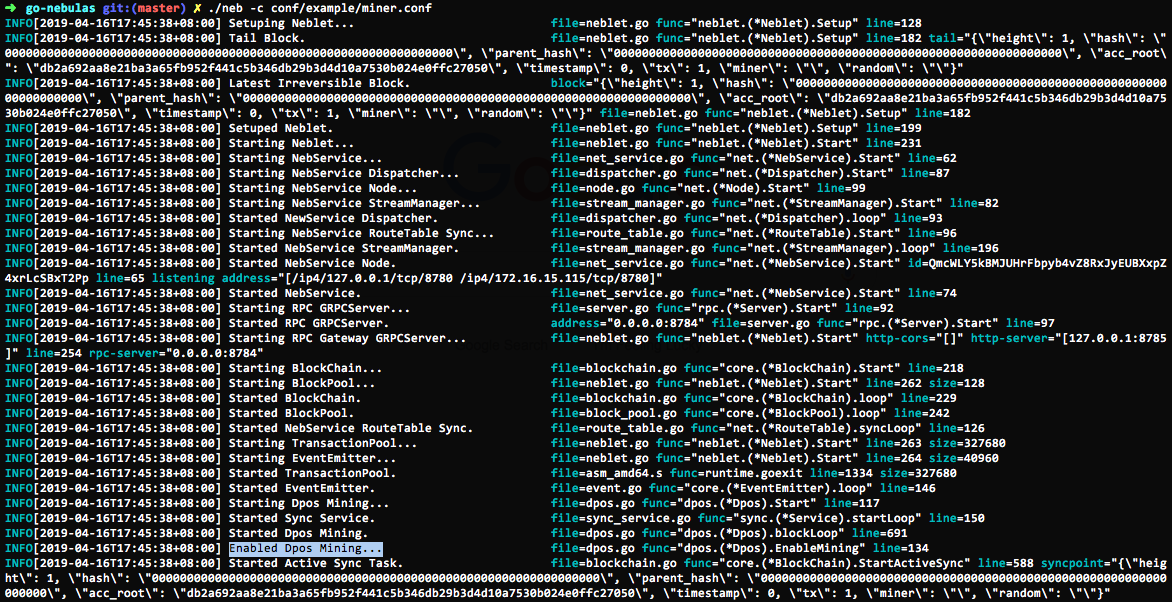 ➜ go-nebulas git:(master) ✗ ./neb -c conf/example/miner.conf
INFO[2019-04-16T17:45:38+08:00] Setuping Neblet... file=neblet.go func="neblet.(*Neblet).Setup" line=128
INFO[2019-04-16T17:45:38+08:00] Tail Block. file=neblet.go func="neblet.(*Neblet).Setup" line=182 tail="{\"height\": 1, \"hash\": \"
0000000000000000000000000000000000000000000000000000000000000000\", \"parent_hash\": \"0000000000000000000000000000000000000000000000000000000000000000\", \"acc_root\
": \"db2a692aa8e21ba3a65fb952f441c5b346db29b3d4d10a7530b024e0ffc27050\", \"timestamp\": 0, \"tx\": 1, \"miner\": \"\", \"random\": \"\"}"
INFO[2019-04-16T17:45:38+08:00] Latest Irreversible Block. block="{\"height\": 1, \"hash\": \"00000000000000000000000000000000000000000000000000000
00000000000\", \"parent_hash\": \"0000000000000000000000000000000000000000000000000000000000000000\", \"acc_root\": \"db2a692aa8e21ba3a65fb952f441c5b346db29b3d4d10a75
30b024e0ffc27050\", \"timestamp\": 0, \"tx\": 1, \"miner\": \"\", \"random\": \"\"}" file=neblet.go func="neblet.(*Neblet).Setup" line=182
INFO[2019-04-16T17:45:38+08:00] Setuped Neblet. file=neblet.go func="neblet.(*Neblet).Setup" line=199
INFO[2019-04-16T17:45:38+08:00] Starting Neblet... file=neblet.go func="neblet.(*Neblet).Start" line=231
INFO[2019-04-16T17:45:38+08:00] Starting NebService... file=net_service.go func="net.(*NebService).Start" line=62
INFO[2019-04-16T17:45:38+08:00] Starting NebService Dispatcher... file=dispatcher.go func="net.(*Dispatcher).Start" line=87
INFO[2019-04-16T17:45:38+08:00] Starting NebService Node... file=node.go func="net.(*Node).Start" line=99
INFO[2019-04-16T17:45:38+08:00] Starting NebService StreamManager... file=stream_manager.go func="net.(*StreamManager).Start" line=82
INFO[2019-04-16T17:45:38+08:00] Started NewService Dispatcher. file=dispatcher.go func="net.(*Dispatcher).loop" line=93
INFO[2019-04-16T17:45:38+08:00] Starting NebService RouteTable Sync... file=route_table.go func="net.(*RouteTable).Start" line=96
INFO[2019-04-16T17:45:38+08:00] Started NebService StreamManager. file=stream_manager.go func="net.(*StreamManager).loop" line=196
INFO[2019-04-16T17:45:38+08:00] Started NebService Node. file=net_service.go func="net.(*NebService).Start" id=QmcWLY5kBMJUHrFbpyb4vZ8RxJyEUBXxpZ
4xrLcSBxT2Pp line=65 listening address="[/ip4/127.0.0.1/tcp/8780 /ip4/172.16.15.115/tcp/8680]"
INFO[2019-04-16T17:45:38+08:00] Started NebService. file=net_service.go func="net.(*NebService).Start" line=74
INFO[2019-04-16T17:45:38+08:00] Starting RPC GRPCServer... file=server.go func="rpc.(*Server).Start" line=92
INFO[2019-04-16T17:45:38+08:00] Started RPC GRPCServer. address="0.0.0.0:8784" file=server.go func="rpc.(*Server).Start" line=97
INFO[2019-04-16T17:45:38+08:00] Starting RPC Gateway GRPCServer... file=neblet.go func="neblet.(*Neblet).Start" http-cors="[]" http-server="[127.0.0.1:8785
]" line=254 rpc-server="0.0.0.0:8784"
INFO[2019-04-16T17:45:38+08:00] Starting BlockChain... file=blockchain.go func="core.(*BlockChain).Start" line=218
INFO[2019-04-16T17:45:38+08:00] Starting BlockPool... file=neblet.go func="neblet.(*Neblet).Start" line=262 size=128
INFO[2019-04-16T17:45:38+08:00] Started BlockChain. file=blockchain.go func="core.(*BlockChain).loop" line=229
INFO[2019-04-16T17:45:38+08:00] Started BlockPool. file=block_pool.go func="core.(*BlockPool).loop" line=242
INFO[2019-04-16T17:45:38+08:00] Started NebService RouteTable Sync. file=route_table.go func="net.(*RouteTable).syncLoop" line=126
INFO[2019-04-16T17:45:38+08:00] Starting TransactionPool... file=neblet.go func="neblet.(*Neblet).Start" line=263 size=327680
INFO[2019-04-16T17:45:38+08:00] Starting EventEmitter... file=neblet.go func="neblet.(*Neblet).Start" line=264 size=40960
INFO[2019-04-16T17:45:38+08:00] Started TransactionPool. file=asm_amd64.s func=runtime.goexit line=1334 size=327680
INFO[2019-04-16T17:45:38+08:00] Started EventEmitter. file=event.go func="core.(*EventEmitter).loop" line=146
INFO[2019-04-16T17:45:38+08:00] Starting Dpos Mining... file=dpos.go func="dpos.(*Dpos).Start" line=117
INFO[2019-04-16T17:45:38+08:00] Started Sync Service. file=sync_service.go func="sync.(*Service).startLoop" line=150
INFO[2019-04-16T17:45:38+08:00] Started Dpos Mining. file=dpos.go func="dpos.(*Dpos).blockLoop" line=691
INFO[2019-04-16T17:45:38+08:00] Enabled Dpos Mining... file=dpos.go func="dpos.(*Dpos).EnableMining" line=134
INFO[2019-04-16T17:45:38+08:00] Started Active Sync Task. file=blockchain.go func="core.(*BlockChain).StartActiveSync" line=588 syncpoint="{\"heig
ht\": 1, \"hash\": \"0000000000000000000000000000000000000000000000000000000000000000\", \"parent_hash\": \"0000000000000000000000000000000000000000000000000000000000
000000\", \"acc_root\": \"db2a692aa8e21ba3a65fb952f441c5b346db29b3d4d10a7530b024e0ffc27050\", \"timestamp\": 0, \"tx\": 1, \"miner\": \"\", \"random\": \"\"}"